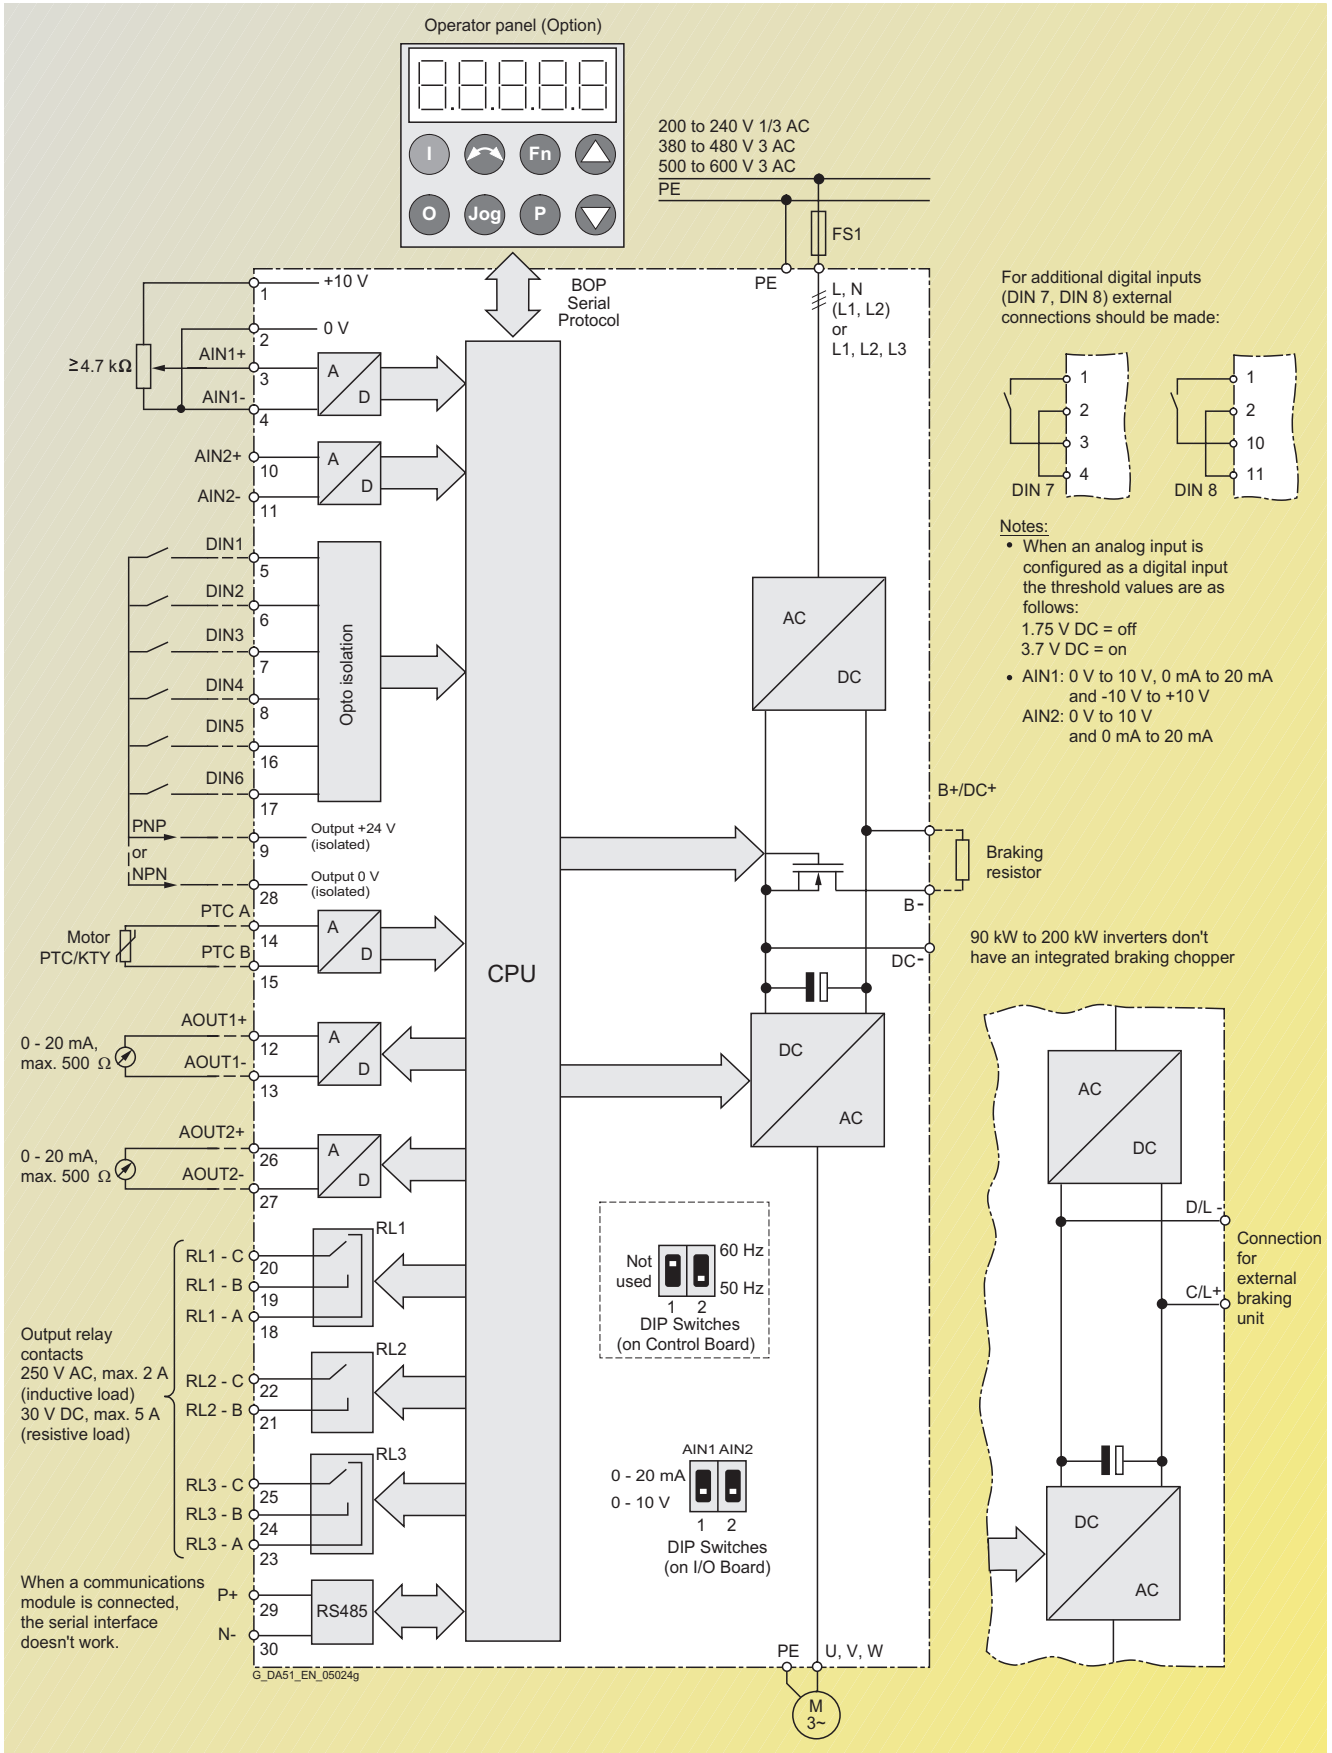 Operator panel (Option)
I
Fn
O
Jog
P
200 to 240 V 1/3 AC
380 to 480 V 3 AC
500 to 600 V 3 AC
PE
FS1
PE
L, N
(L1, L2)
or
L1, L2, L3
BOP
Serial
Protocol
+10 V
1
0 V
2
≥4.7 kΩ
AIN1+
3
AIN1-
4
A
D
AIN2+
10
AIN2-
11
A
D
DIN1
5
DIN2
6
DIN3
7
DIN4
8
DIN5
16
DIN6
17
Opto isolation
PNP
or
NPN
9
Output +24 V
(isolated)
28
Output 0 V
(isolated)
Motor
PTC/KTY
PTC A
14
PTC B
15
A
D
CPU
0 - 20 mA,
max. 500 Ω
AOUT1+
12
AOUT1-
13
A
D
0 - 20 mA,
max. 500 Ω
AOUT2+
26
AOUT2-
27
A
D
Output relay
contacts
250 V AC, max. 2 A
(inductive load)
30 V DC, max. 5 A
(resistive load)
RL1
RL1 - C
20
RL1 - B
19
RL1 - A
18
RL2
RL2 - C
22
RL2 - B
21
RL3
RL3 - C
25
RL3 - B
24
RL3 - A
23
When a communications
module is connected,
the serial interface
doesn't work.
P+
29
N-
30
RS485
G_DA51_EN_05024g
AC
DC
B+/DC+
Braking
resistor
B-
DC-
DC
AC
Not
used
60 Hz
50 Hz
1 2
DIP Switches
(on Control Board)
AIN1 AIN2
0 - 20 mA
0 - 10 V
1 2
DIP Switches
(on I/O Board)
PE
U, V, W
M
3~
For additional digital inputs
(DIN 7, DIN 8) external
connections should be made:
1
2
3
4
DIN 7
1
2
10
11
DIN 8
Notes:
• When an analog input is
configured as a digital input
the threshold values are as
follows:
1.75 V DC = off
3.7 V DC = on
• AIN1: 0 V to 10 V, 0 mA to 20 mA
and -10 V to +10 V
AIN2: 0 V to 10 V
and 0 mA to 20 mA
90 kW to 200 kW inverters don't
have an integrated braking chopper
AC
DC
D/L -
C/L+
Connection
for
external
braking
unit
DC
AC